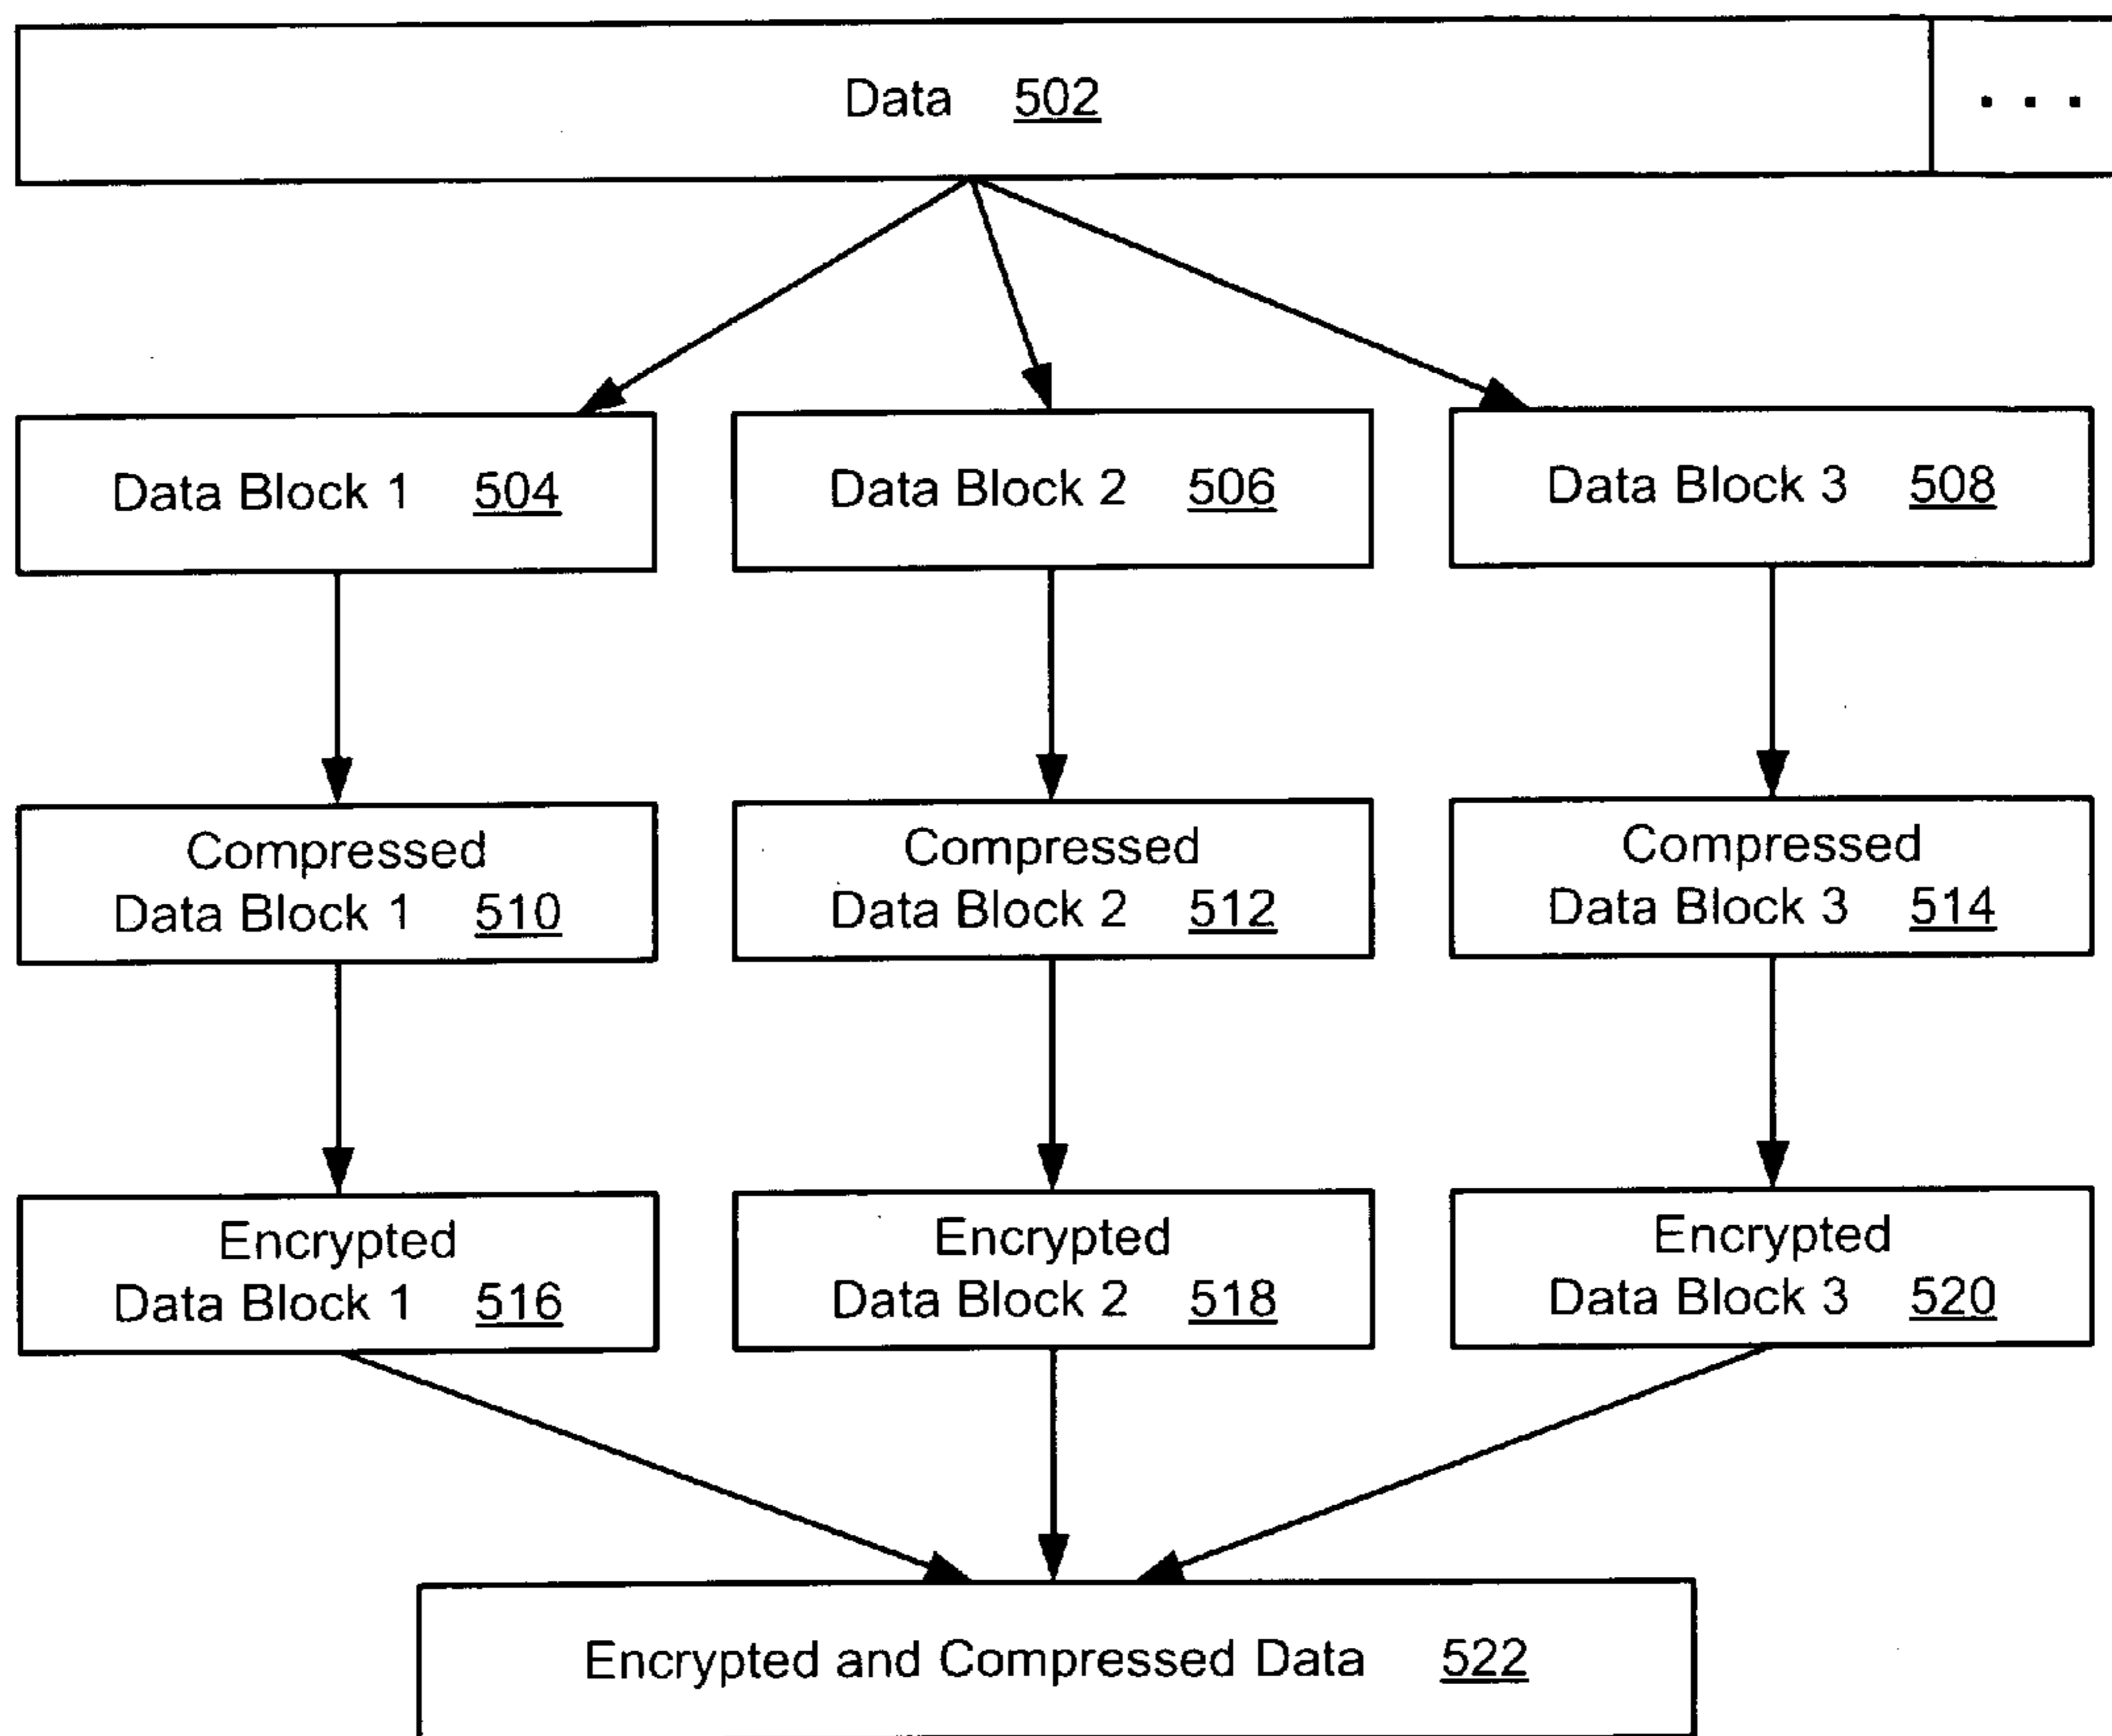 Data 502 . . .
Data Block 1 504
Data Block 2 506
Data Block 3 508
Compressed
Data Block 1 510
Compressed
Data Block 2 512
Compressed
Data Block 3 514
Encrypted
Data Block 1 516
Encrypted
Data Block 2 518
Encrypted
Data Block 3 520
Encrypted and Compressed Data 522